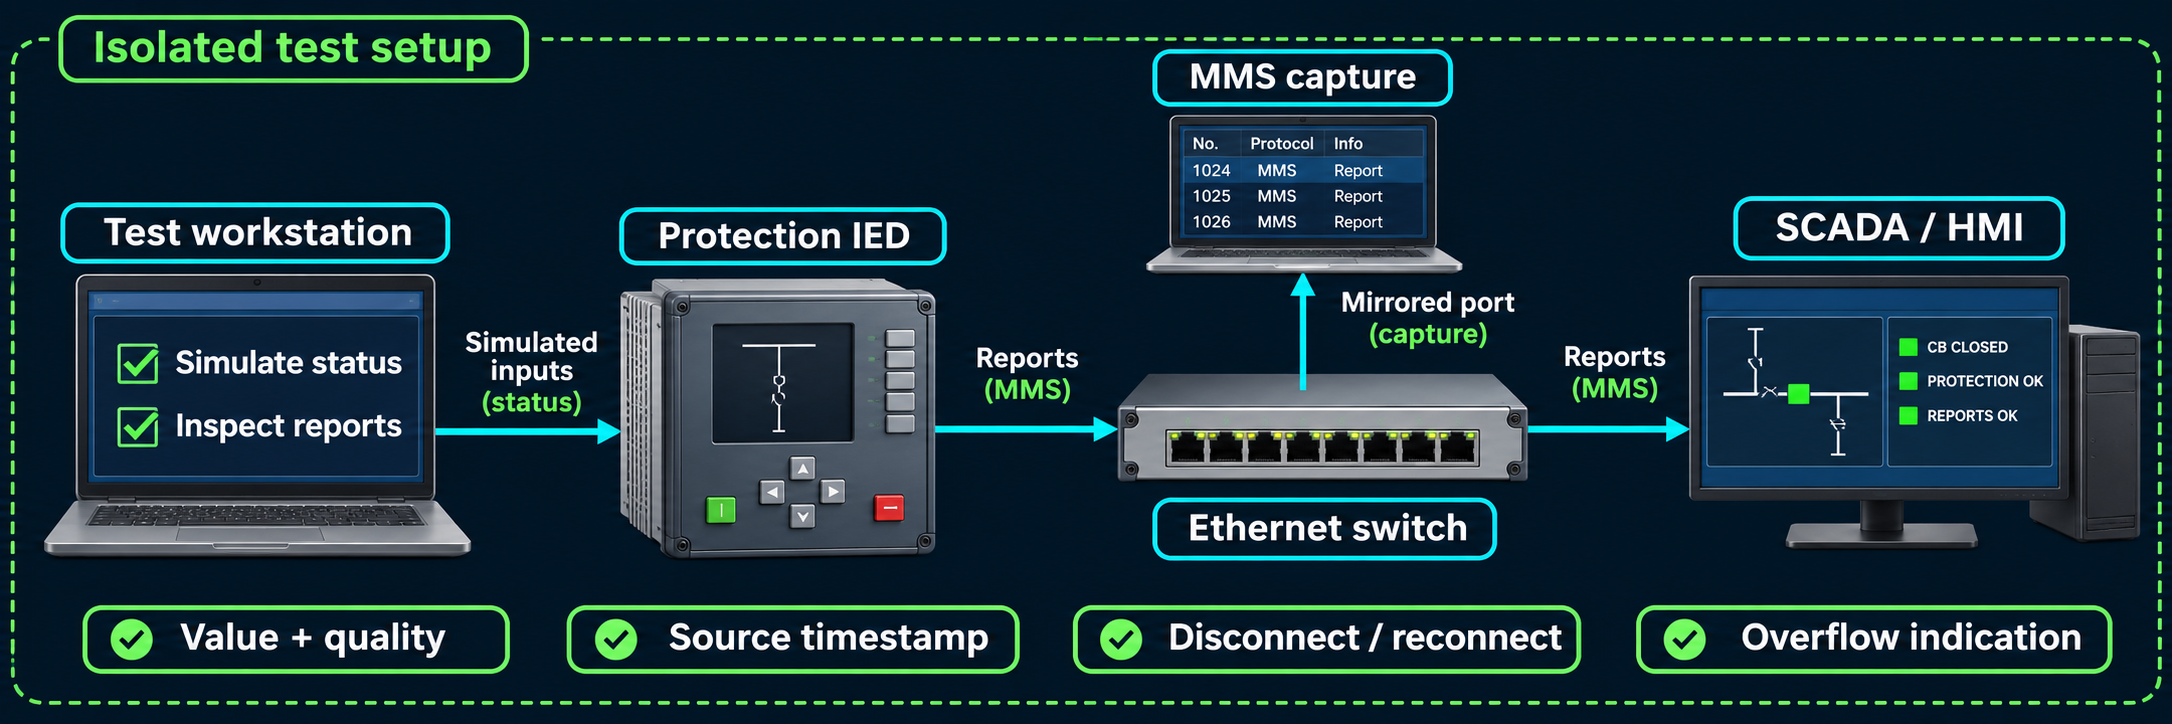 Isolated test setup
MMS capture
No. Protocol Info
1024 MMS Report
1025 MMS Report
1026 MMS Report
Test workstation
Simulate status
Inspect reports
Simulated
inputs
(status)
Protection IED
Reports
(MMS)
Mirrored port
(capture)
Ethernet switch
Reports
(MMS)
SCADA / HMI
CB CLOSED
PROTECTION OK
REPORTS OK
Value + quality
Source timestamp
Disconnect / reconnect
Overflow indication